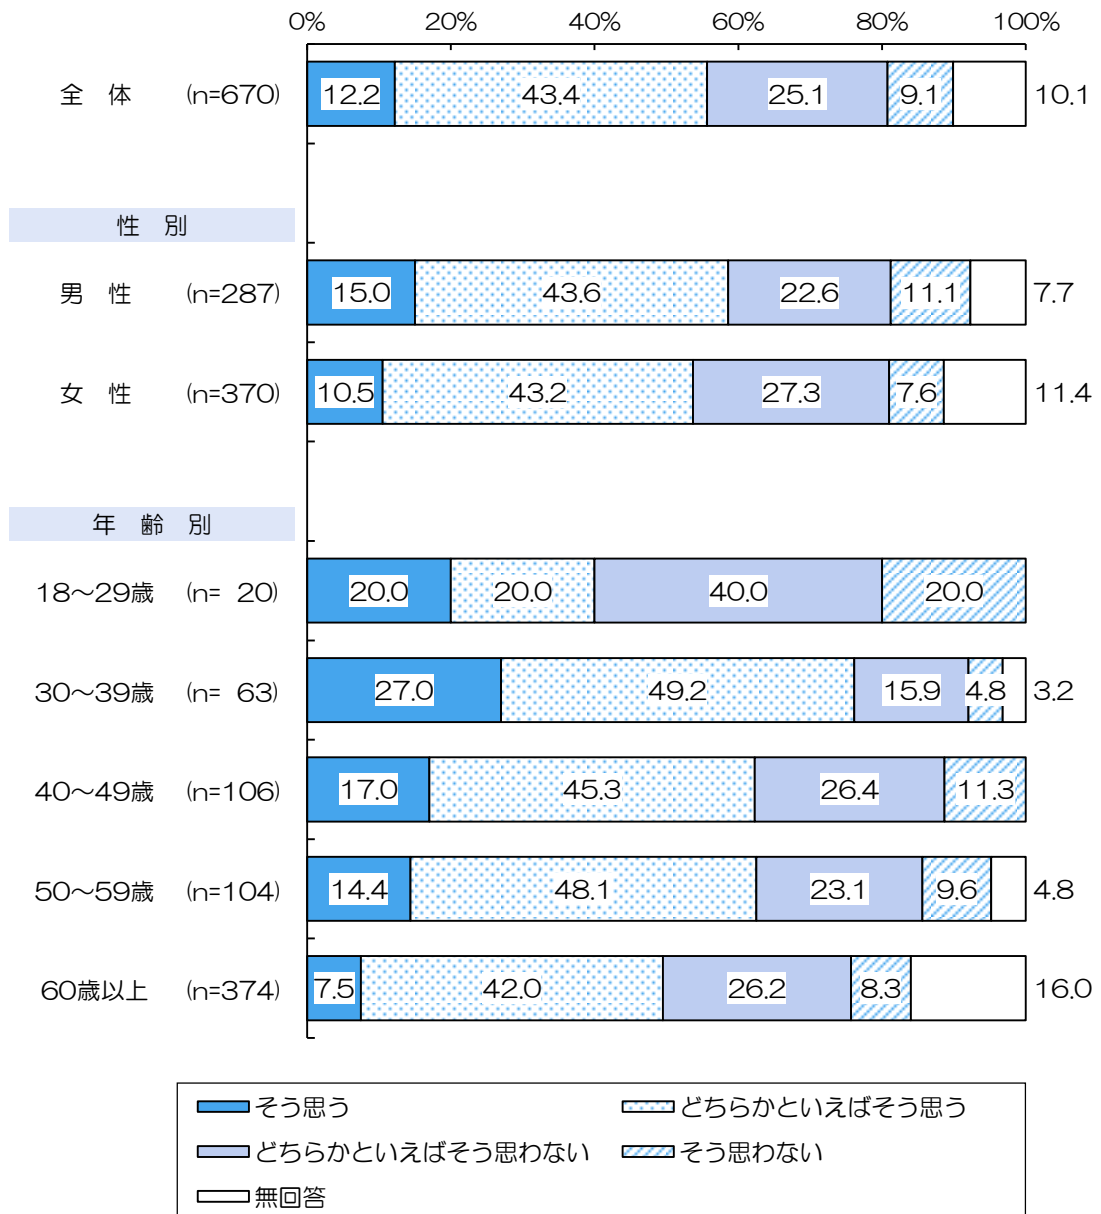 0% 20% 40% 60% 80% 100%
全 体 (n=670) 12.2 43.4 25.1 9.1 10.1
性 別
男 性 (n=287) 15.0 43.6 22.6 11.1 7.7
女 性 (n=370) 10.5 43.2 27.3 7.6 11.4
年 齢 別
18～29歳 (n= 20) 20.0 20.0 40.0 20.0
30～39歳 (n= 63) 27.0 49.2 15.9 4.8 3.2
40～49歳 (n=106) 17.0 45.3 26.4 11.3
50～59歳 (n=104) 14.4 48.1 23.1 9.6 4.8
60歳以上 (n=374) 7.5 42.0 26.2 8.3 16.0
そう思う どちらかといえばそう思う
どちらかといえばそう思わない そう思わない
無回答